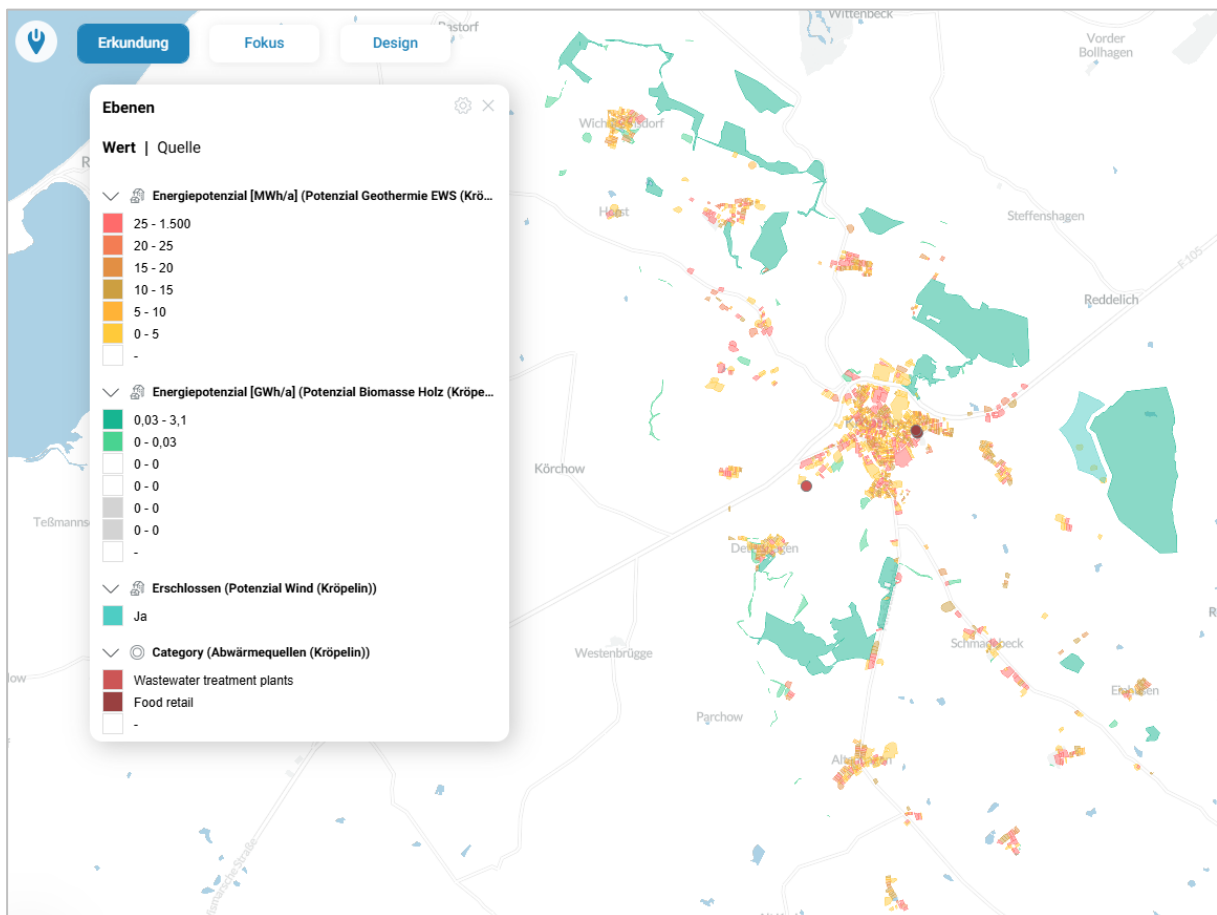 Erkundung
Fokus
Design
Ebenen
Wert | Quelle
Energiepotenzial [MWh/a] (Potenzial Geothermie EWS (Krö...
25 - 1.500
20 - 25
15 - 20
10 - 15
5 - 10
0 - 5
-
Energiepotenzial [GWh/a] (Potenzial Biomasse Holz (Kröpe...
0,03 - 3,1
0 - 0,03
0 - 0
0 - 0
0 - 0
0 - 0
-
Erschlossen (Potenzial Wind (Kröpelin))
Ja
Category (Abwärmequellen (Kröpelin))
Wastewater treatment plants
Food retail
-
Wittenbeck
Vorder
Bollhagen
Steffenshagen
F 105
Reddelich
Körchow
Westenbrügge
Parchow